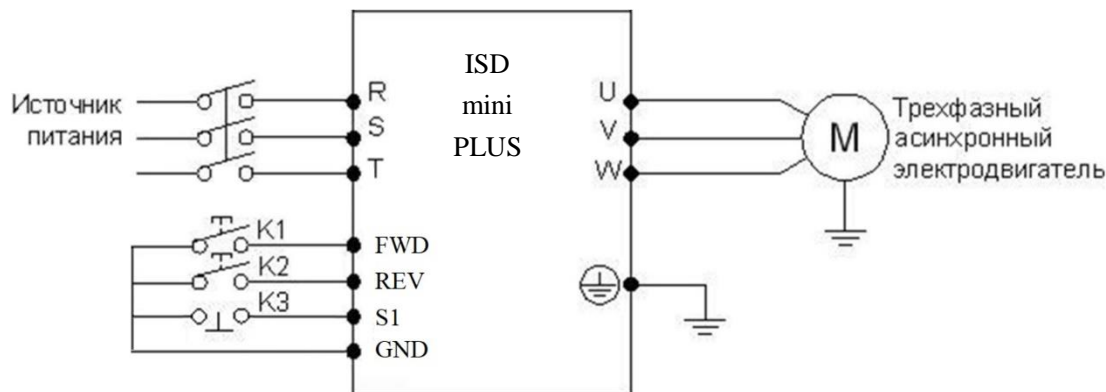 ISD
mini
PLUS
Источник
питания
R
S
T
U
V
W
M
Трехфазный
асинхронный
электродвигатель
K1
FWD
K2
REV
K3
S1
GND